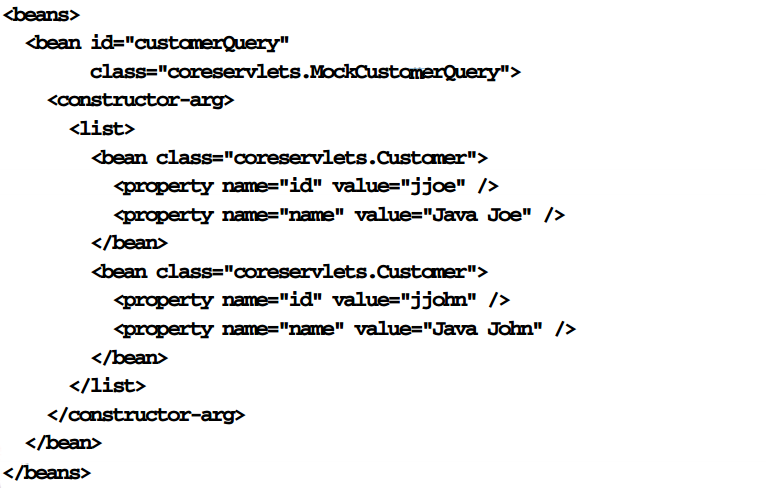 <beans>
  <bean id="customerQuery"
        class="coreservlets.MockCustomerQuery">
    <constructor-arg>
      <list>
        <bean class="coreservlets.Customer">
          <property name="id" value="jjoe" />
          <property name="name" value="Java Joe" />
        </bean>
        <bean class="coreservlets.Customer">
          <property name="id" value="jjohn" />
          <property name="name" value="Java John" />
        </bean>
      </list>
    </constructor-arg>
  </bean>
</beans>